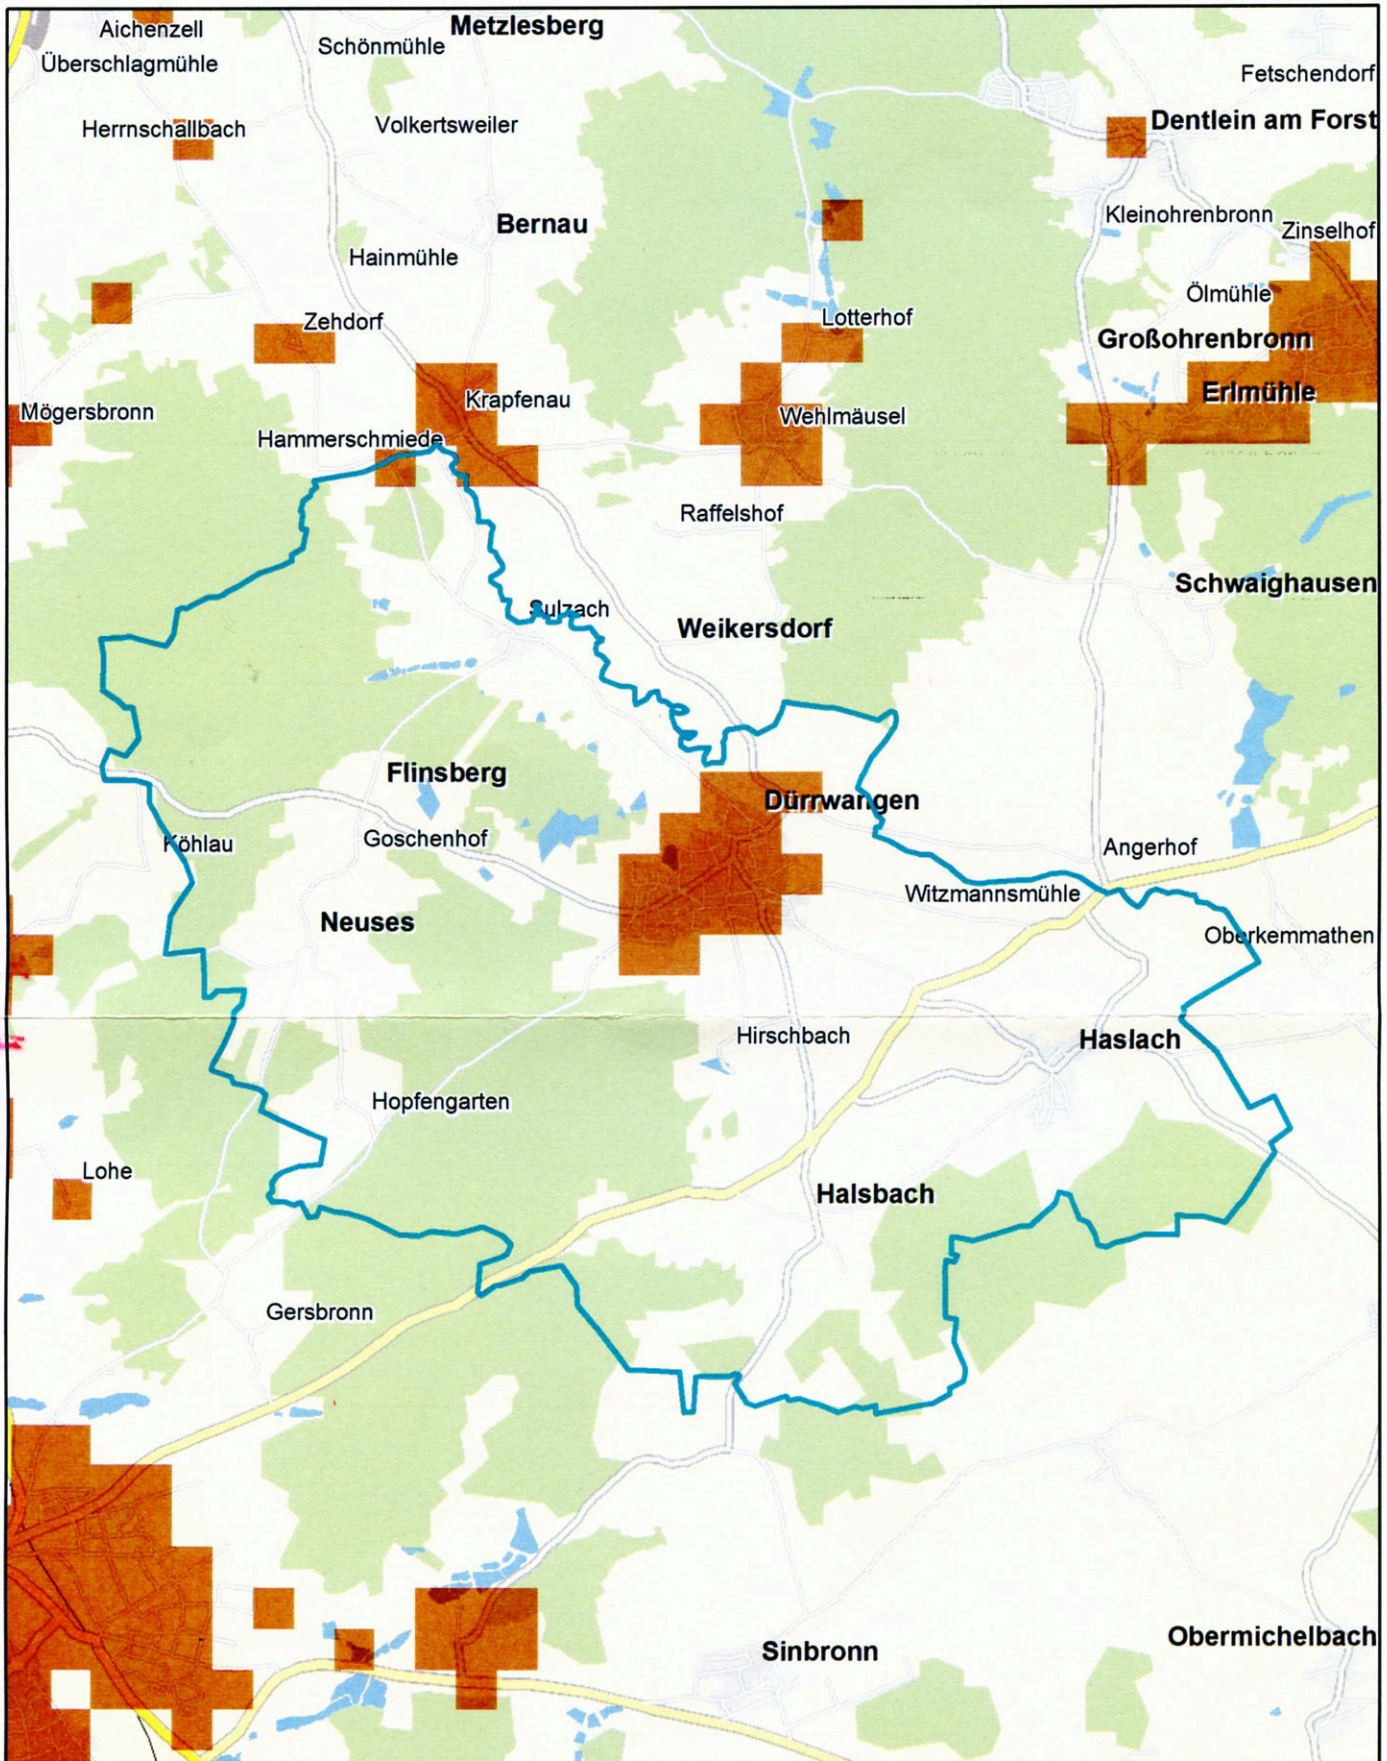 Aichenzell
Metzlesberg
Schönmühle
Überschlagmühle
Fetschendorf
Herrnschallbach
Volkertsweiler
Dentlein am Forst
Bernau
Kleinohrenbronn
Zinselhof
Hainmühle
Ölmühle
Zehdorf
Lotterhof
Großohrenbronn
Erlmühle
Krapfenau
Mögersbronn
Wehlmäusel
Hammerschmiede
Raffelshof
Schwaighausen
Sulzach
Weikersdorf
Flinsberg
Dürrwangen
Köhlau
Goschenhof
Angerhof
Witzmannsmühle
Neuses
Oberkemmathen
Hirschbach
Haslach
Hopfengarten
Lohe
Halsbach
Gersbronn
Sinbronn
Obermichelbach